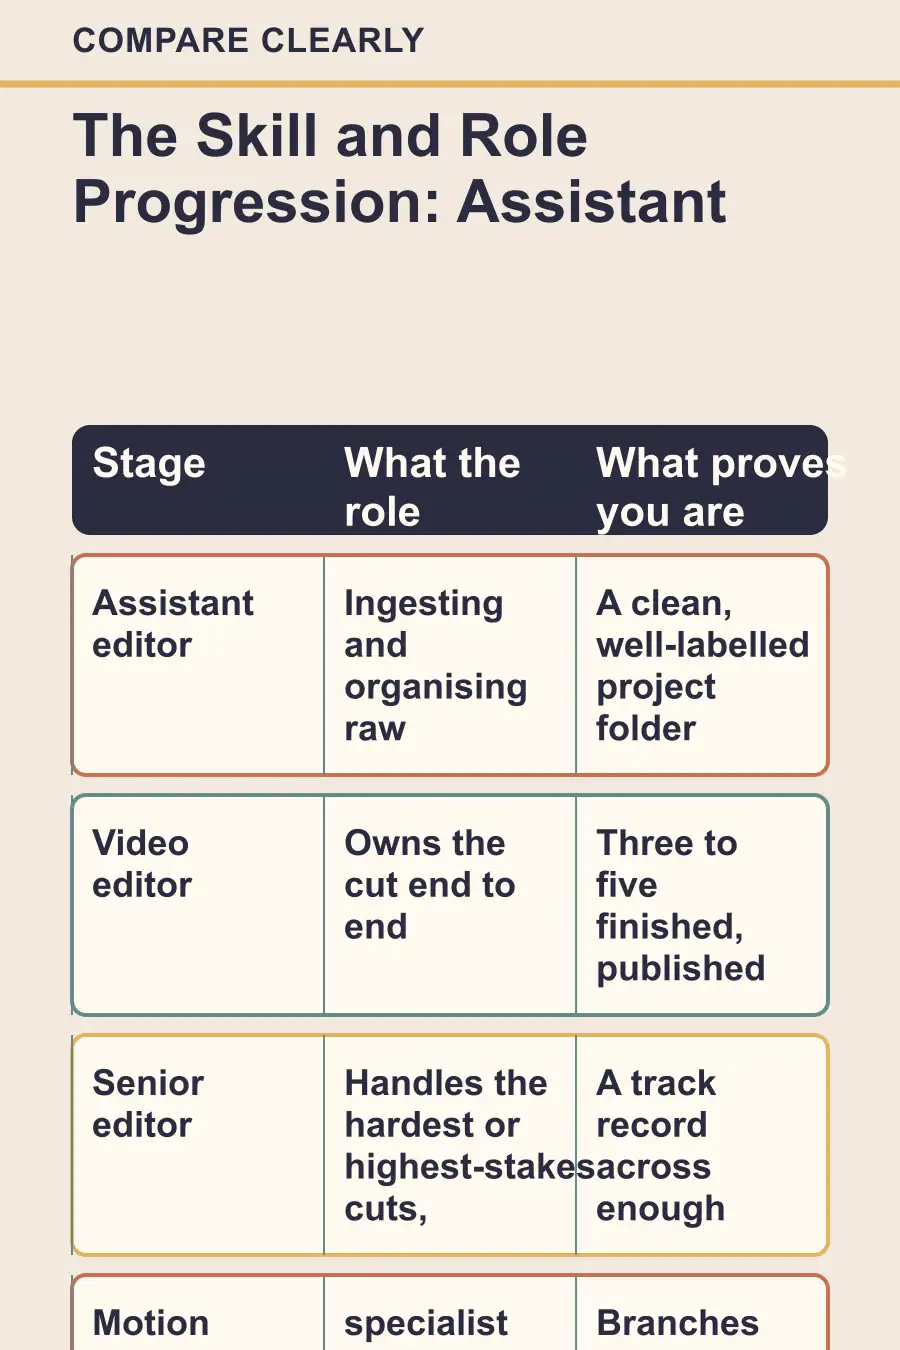 COMPARE CLEARLY
The Skill and Role
Progression: Assistant
Stage
What the
role
What proves
you are
Assistant
editor
Ingesting
and
organising
raw
A clean,
well-labelled
project
folder
Video
editor
Owns the
cut end to
end
Three to
five
finished,
published
Senior
editor
Handles the
hardest or
highest-stakes
cuts,
A track
record
across
enough
Motion
specialist
Branches